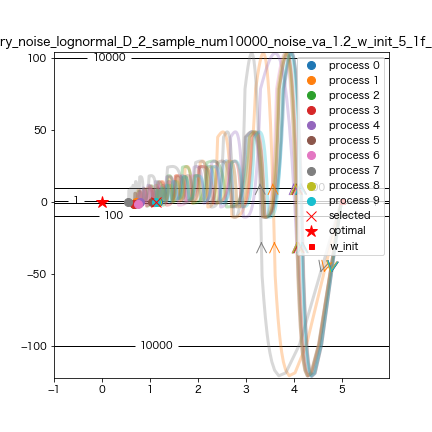 ry_noise_lognormal_D_2_sample_num10000_noise_va_1.2_w_init_5_1f_
100
50
0
−50
−100
−1
0
1
2
3
4
5
10000
1
100
10000
process 0
process 1
process 2
process 3
process 4
process 5
process 6
process 7
process 8
process 9
selected
optimal
w_init